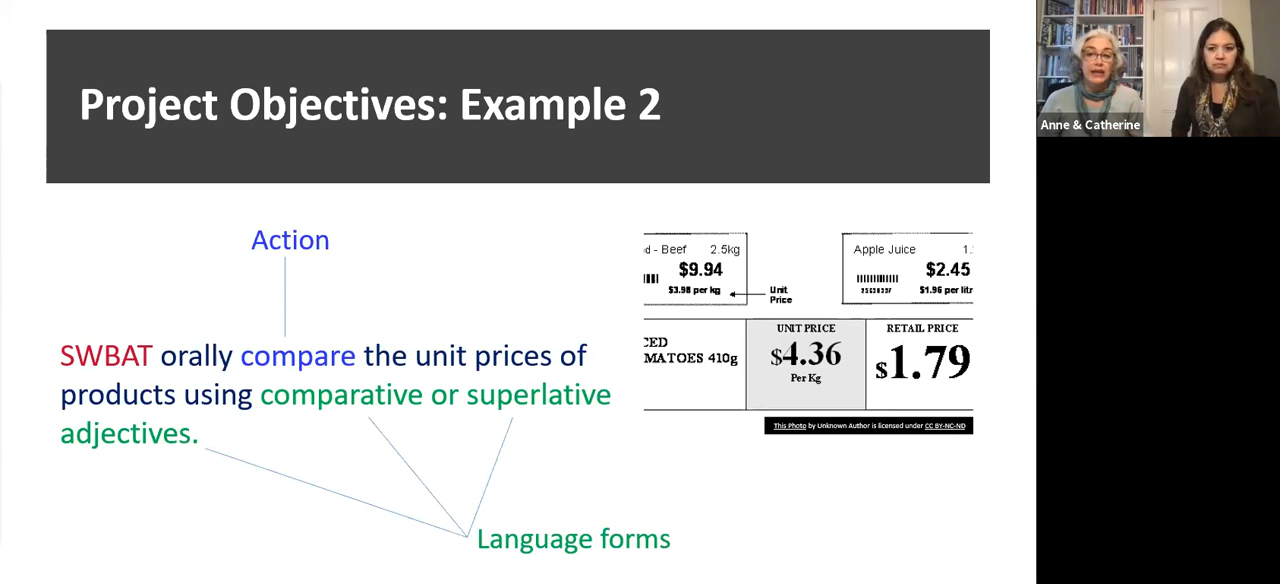 Project Objectives: Example 2
Anne & Catherine
Action
SWBAT orally compare the unit prices of
products using comparative or superlative
adjectives.
Language forms
d - Beef 2.5kg
$9.94
$3.98 per kg
Unit
Price
Apple Juice 1.
$2.45
$1.96 per litr
CED
MATOES 410g
UNIT PRICE
$4.36
Per Kg
RETAIL PRICE
$1.79
This Photo by Unknown Author is licensed under CC BY-NC-ND